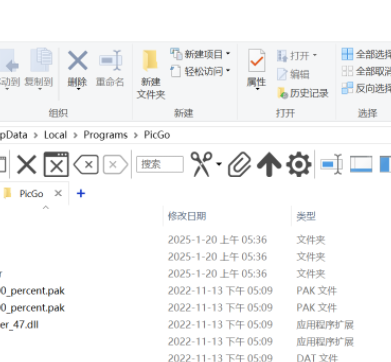 新建项目
轻松访问
打开
编辑
历史记录
全部选择
全部取消
反向选择
移动到 复制到 删除 重命名 新建 文件夹 属性
组织 新建 打开 选择
pData › Local › Programs › PicGo
搜索
PicGo
修改日期 类型
2025-1-20 上午 05:36 文件夹
2025-1-20 上午 05:36 文件夹
r 2025-1-20 上午 05:36 文件夹
0_percent.pak 2022-11-13 下午 05:09 PAK 文件
0_percent.pak 2022-11-13 下午 05:09 PAK 文件
er_47.dll 2022-11-13 下午 05:09 应用程序扩展
2022-11-13 下午 05:09 应用程序扩展
2022-11-13 下午 05:09 DAT 文件